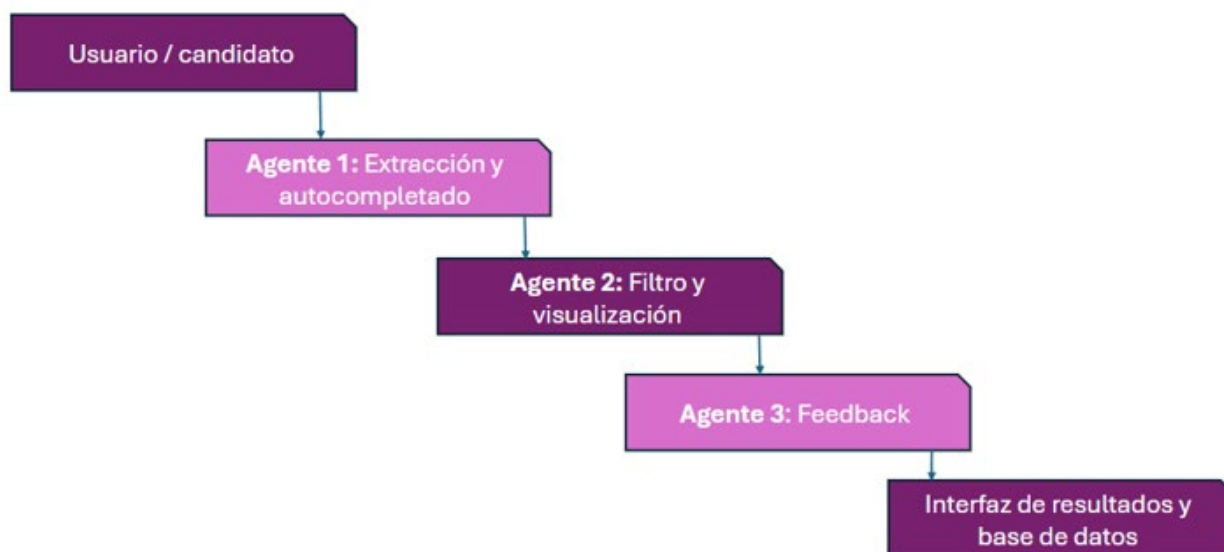 Usuario / candidato
Agente 1: Extracción y
autocompletado
Agente 2: Filtro y
visualización
Agente 3: Feedback
Interfaz de resultados y
base de datos